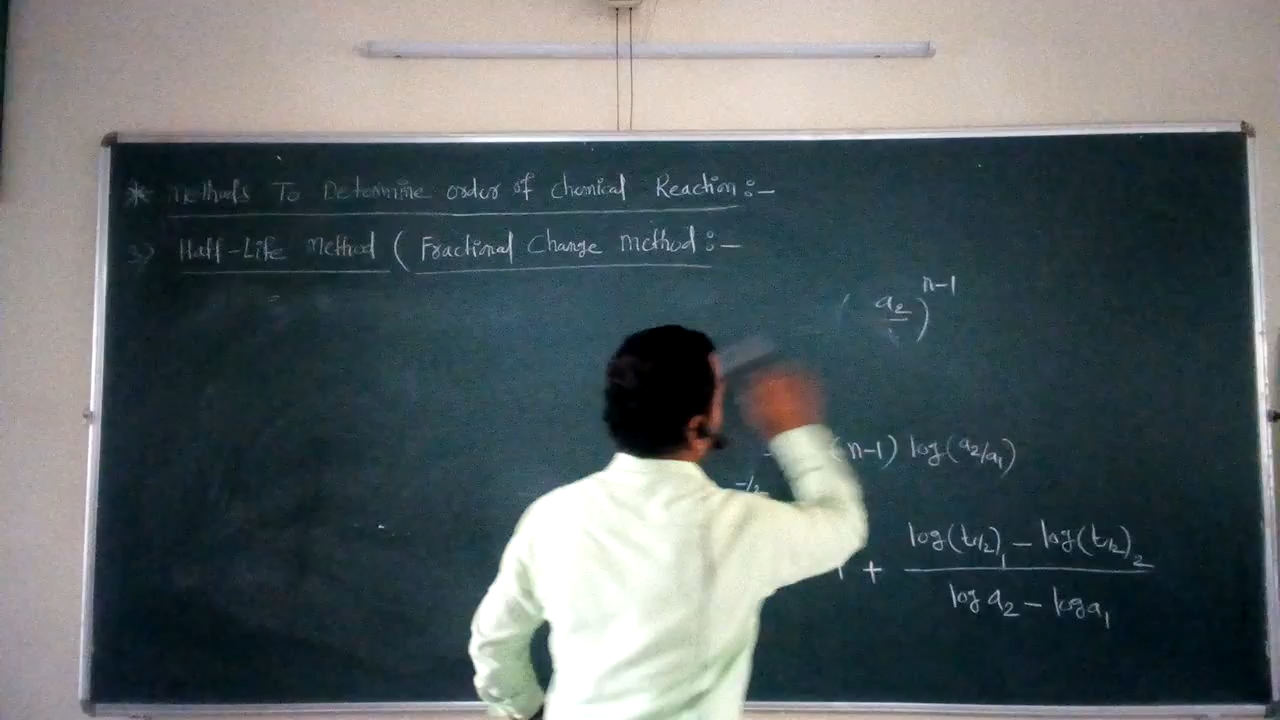 * Methods To Determine order of Chemical Reaction :-
3) Half-Life Method ( Fractional Change method :-
( a2 / )^n-1
(n-1) log(a2/a1)
+ log(t1/2)1 - log(t1/2)2
log a2 - log a1